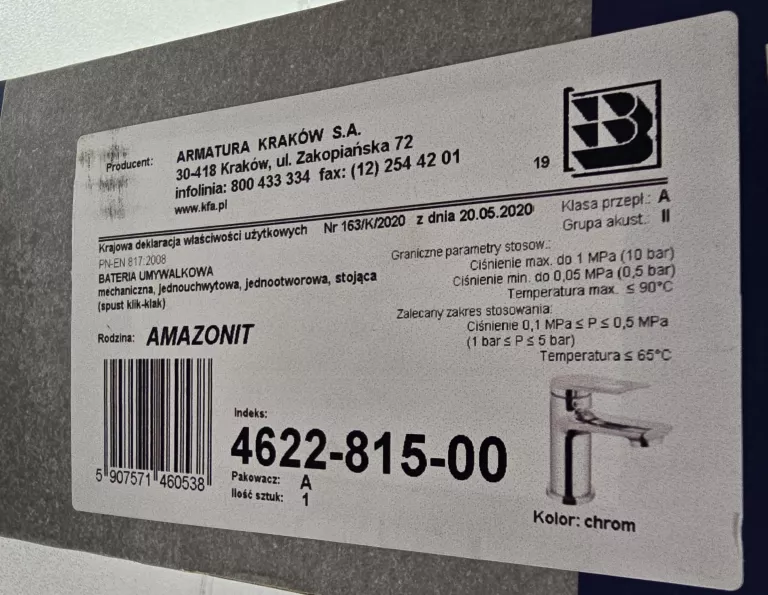 Producent: ARMATURA KRAKÓW S.A.
30-418 Kraków, ul. Zakopiańska 72
infolinia: 800 433 334 fax: (12) 254 42 01
www.kfa.pl
19
B
Krajowa deklaracja właściwości użytkowych Nr 163/K/2020 z dnia 20.05.2020
Klasa przepł.: A
Grupa akust.: II
PN-EN 817:2008
BATERIA UMYWALKOWA
mechaniczna, jednouchwytowa, jednootworowa, stojąca
(spust klik-klak)
Graniczne parametry stosow.:
Ciśnienie max. do 1 MPa (10 bar)
Ciśnienie min. do 0,05 MPa (0,5 bar)
Temperatura max. ≤ 90°C
Zalecany zakres stosowania:
Ciśnienie 0,1 MPa ≤ P ≤ 0,5 MPa
(1 bar ≤ P ≤ 5 bar)
Temperatura ≤ 65°C
Rodzina: AMAZONIT
5 907571 460538
Indeks:
4622-815-00
Pakowacz: A
Ilość sztuk: 1
Kolor: chrom